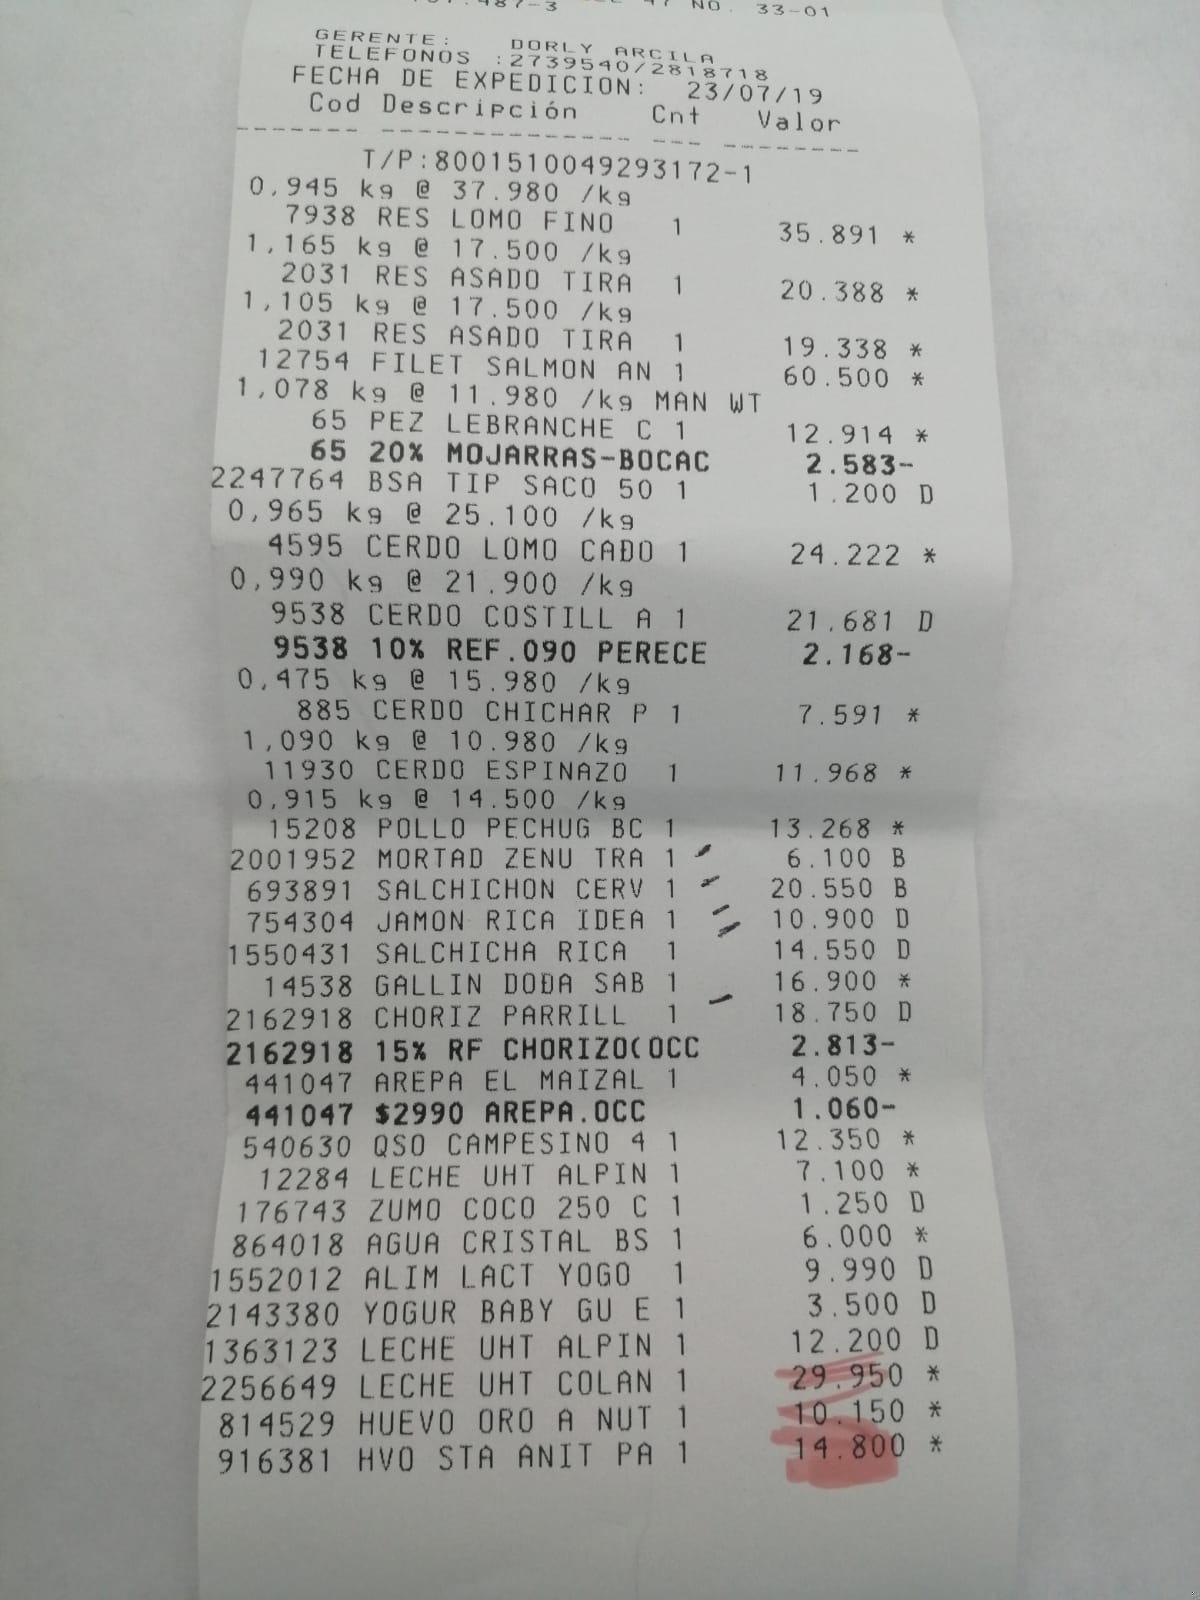 487-3 47 NO. 33-01
GERENTE: DORLY ARCILA
TELEFONOS :2739540/2818718
FECHA DE EXPEDICION: 23/07/19
Cod Descripción Cnt Valor
T/P:8001510049293172-1
0,945 kg @ 37.980 /kg
7938 RES LOMO FINO 1 35.891 *
1,165 kg @ 17.500 /kg
2031 RES ASADO TIRA 1 20.388 *
1,105 kg @ 17.500 /kg
2031 RES ASADO TIRA 1 19.338 *
12754 FILET SALMON AN 1 60.500 *
1,078 kg @ 11.980 /kg MAN WT
65 PEZ LEBRANCHE C 1 12.914 *
65 20% MOJARRAS-BOCAC 2.583-
2247764 BSA TIP SACO 50 1 1.200 D
0,965 kg @ 25.100 /kg
4595 CERDO LOMO CAÐO 1 24.222 *
0,990 kg @ 21.900 /kg
9538 CERDO COSTILL A 1 21.681 D
9538 10% REF.090 PERECE 2.168-
0,475 kg @ 15.980 /kg
885 CERDO CHICHAR P 1 7.591 *
1,090 kg @ 10.980 /kg
11930 CERDO ESPINAZO 1 11.968 *
0,915 kg @ 14.500 /kg
15208 POLLO PECHUG BC 1 13.268 *
2001952 MORTAD ZENU TRA 1 6.100 B
693891 SALCHICHON CERV 1 20.550 B
754304 JAMON RICA IDEA 1 10.900 D
1550431 SALCHICHA RICA 1 14.550 D
14538 GALLIN DOÐA SAB 1 16.900 *
2162918 CHORIZ PARRILL 1 18.750 D
2162918 15% RF CHORIZO(OCC 2.813-
441047 AREPA EL MAIZAL 1 4.050 *
441047 $2990 AREPA.OCC 1.060-
540630 QSO CAMPESINO 4 1 12.350 *
12284 LECHE UHT ALPIN 1 7.100 *
176743 ZUMO COCO 250 C 1 1.250 D
864018 AGUA CRISTAL BS 1 6.000 *
1552012 ALIM LACT YOGO 1 9.990 D
2143380 YOGUR BABY GU E 1 3.500 D
1363123 LECHE UHT ALPIN 1 12.200 D
2256649 LECHE UHT COLAN 1 29.950 *
814529 HUEVO ORO A NUT 1 10.150 *
916381 HVO STA ANIT PA 1 14.800 *